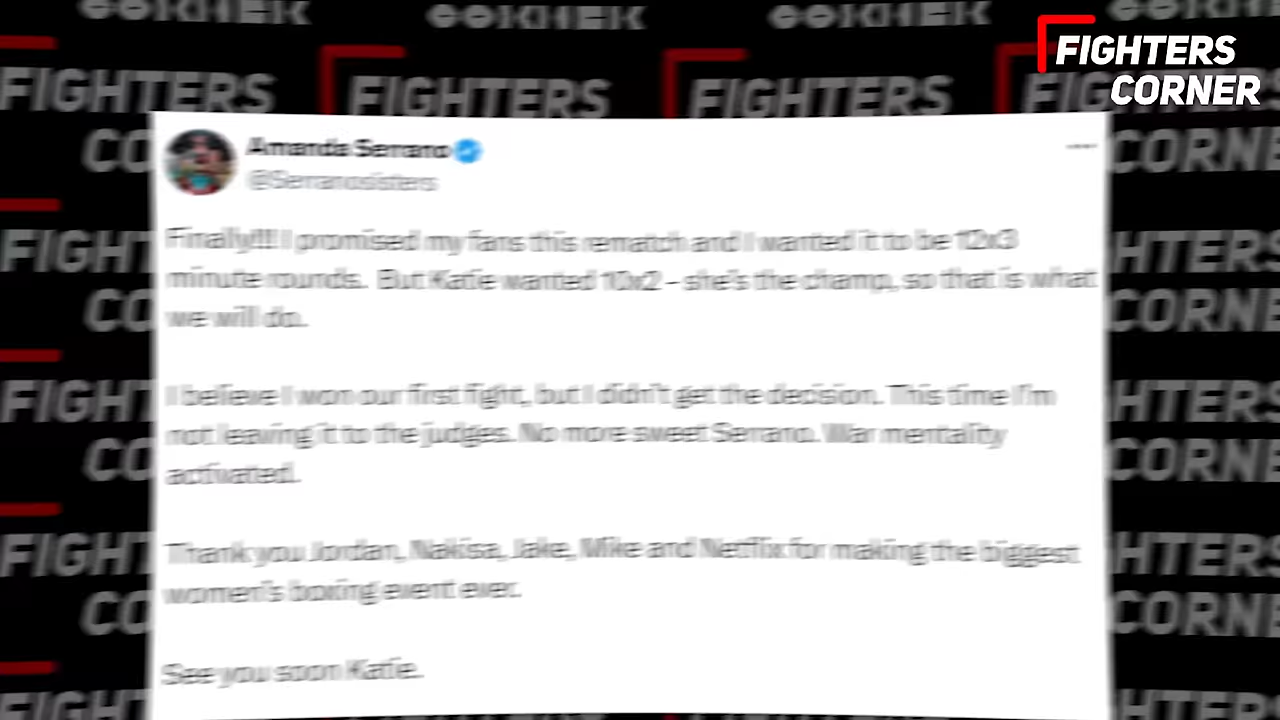 FIGHTERS
CORNER
Amanda Serrano
@Serranosisters
Finally!!! I promised my fans this rematch and I wanted it to be 12x3
minute rounds. But Katie wanted 10x2 - she's the champ, so that is what
we will do.
I believe I won our first fight, but I didn't get the decision. This time I'm
not leaving it to the judges. No more sweet Serrano. War mentality
activated.
Thank you Jordan, Nakisa, Jake, Mike and Netflix for making the biggest
women's boxing event ever.
See you soon Katie.